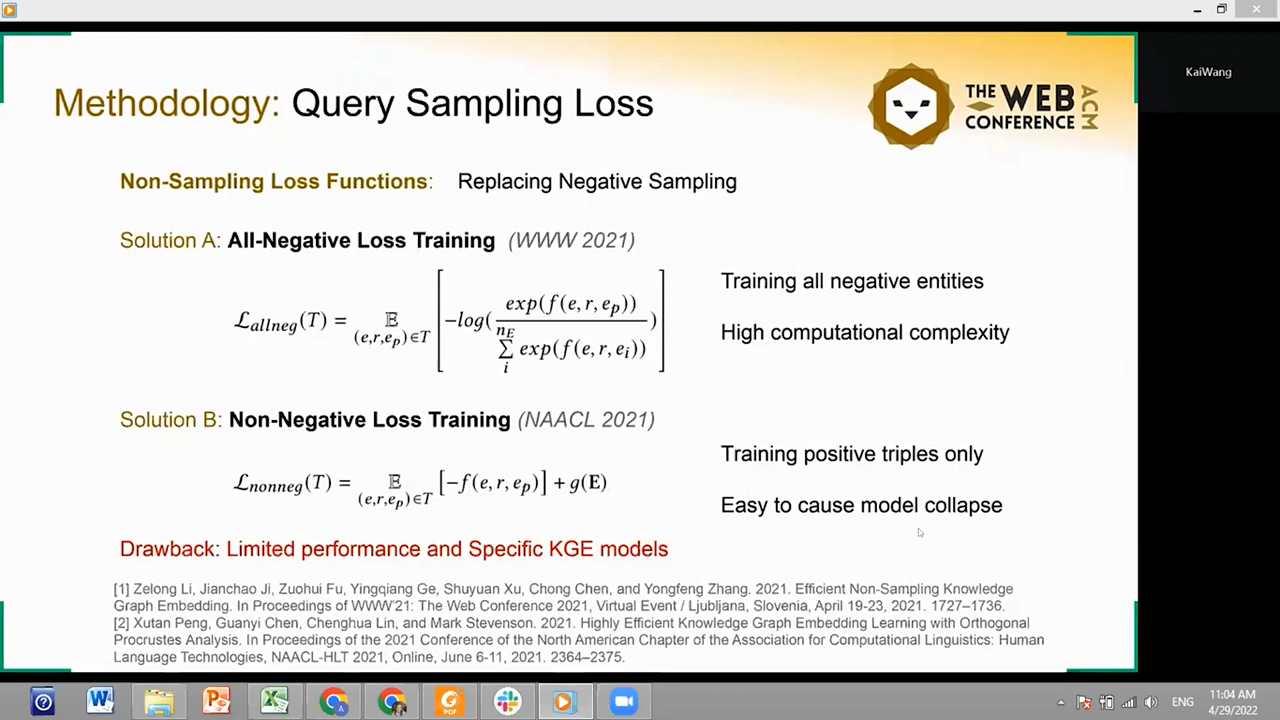 KaiWang
Methodology: Query Sampling Loss
THE WEB CONFERENCE ACM
Non-Sampling Loss Functions: Replacing Negative Sampling
Solution A: All-Negative Loss Training (WWW 2021)
ℒallneg(T) = 𝔼(e,r,eₚ)∈T [−log(exp(f(e, r, eₚ)) / Σᵢⁿᴱ exp(f(e, r, eᵢ)))]
Training all negative entities
High computational complexity
Solution B: Non-Negative Loss Training (NAACL 2021)
ℒnonneg(T) = 𝔼(e,r,eₚ)∈T [−f(e, r, eₚ)] + g(E)
Training positive triples only
Easy to cause model collapse
Drawback: Limited performance and Specific KGE models
[1] Zelong Li, Jianchao Ji, Zuohui Fu, Yingqiang Ge, Shuyuan Xu, Chong Chen, and Yongfeng Zhang. 2021. Efficient Non-Sampling Knowledge
Graph Embedding. In Proceedings of WWW'21: The Web Conference 2021, Virtual Event / Ljubljana, Slovenia, April 19-23, 2021. 1727–1736.
[2] Xutan Peng, Guanyi Chen, Chenghua Lin, and Mark Stevenson. 2021. Highly Efficient Knowledge Graph Embedding Learning with Orthogonal
Procrustes Analysis. In Proceedings of the 2021 Conference of the North American Chapter of the Association for Computational Linguistics: Human
Language Technologies, NAACL-HLT 2021, Online, June 6-11, 2021. 2364–2375.
ENG
11:04 AM
4/29/2022